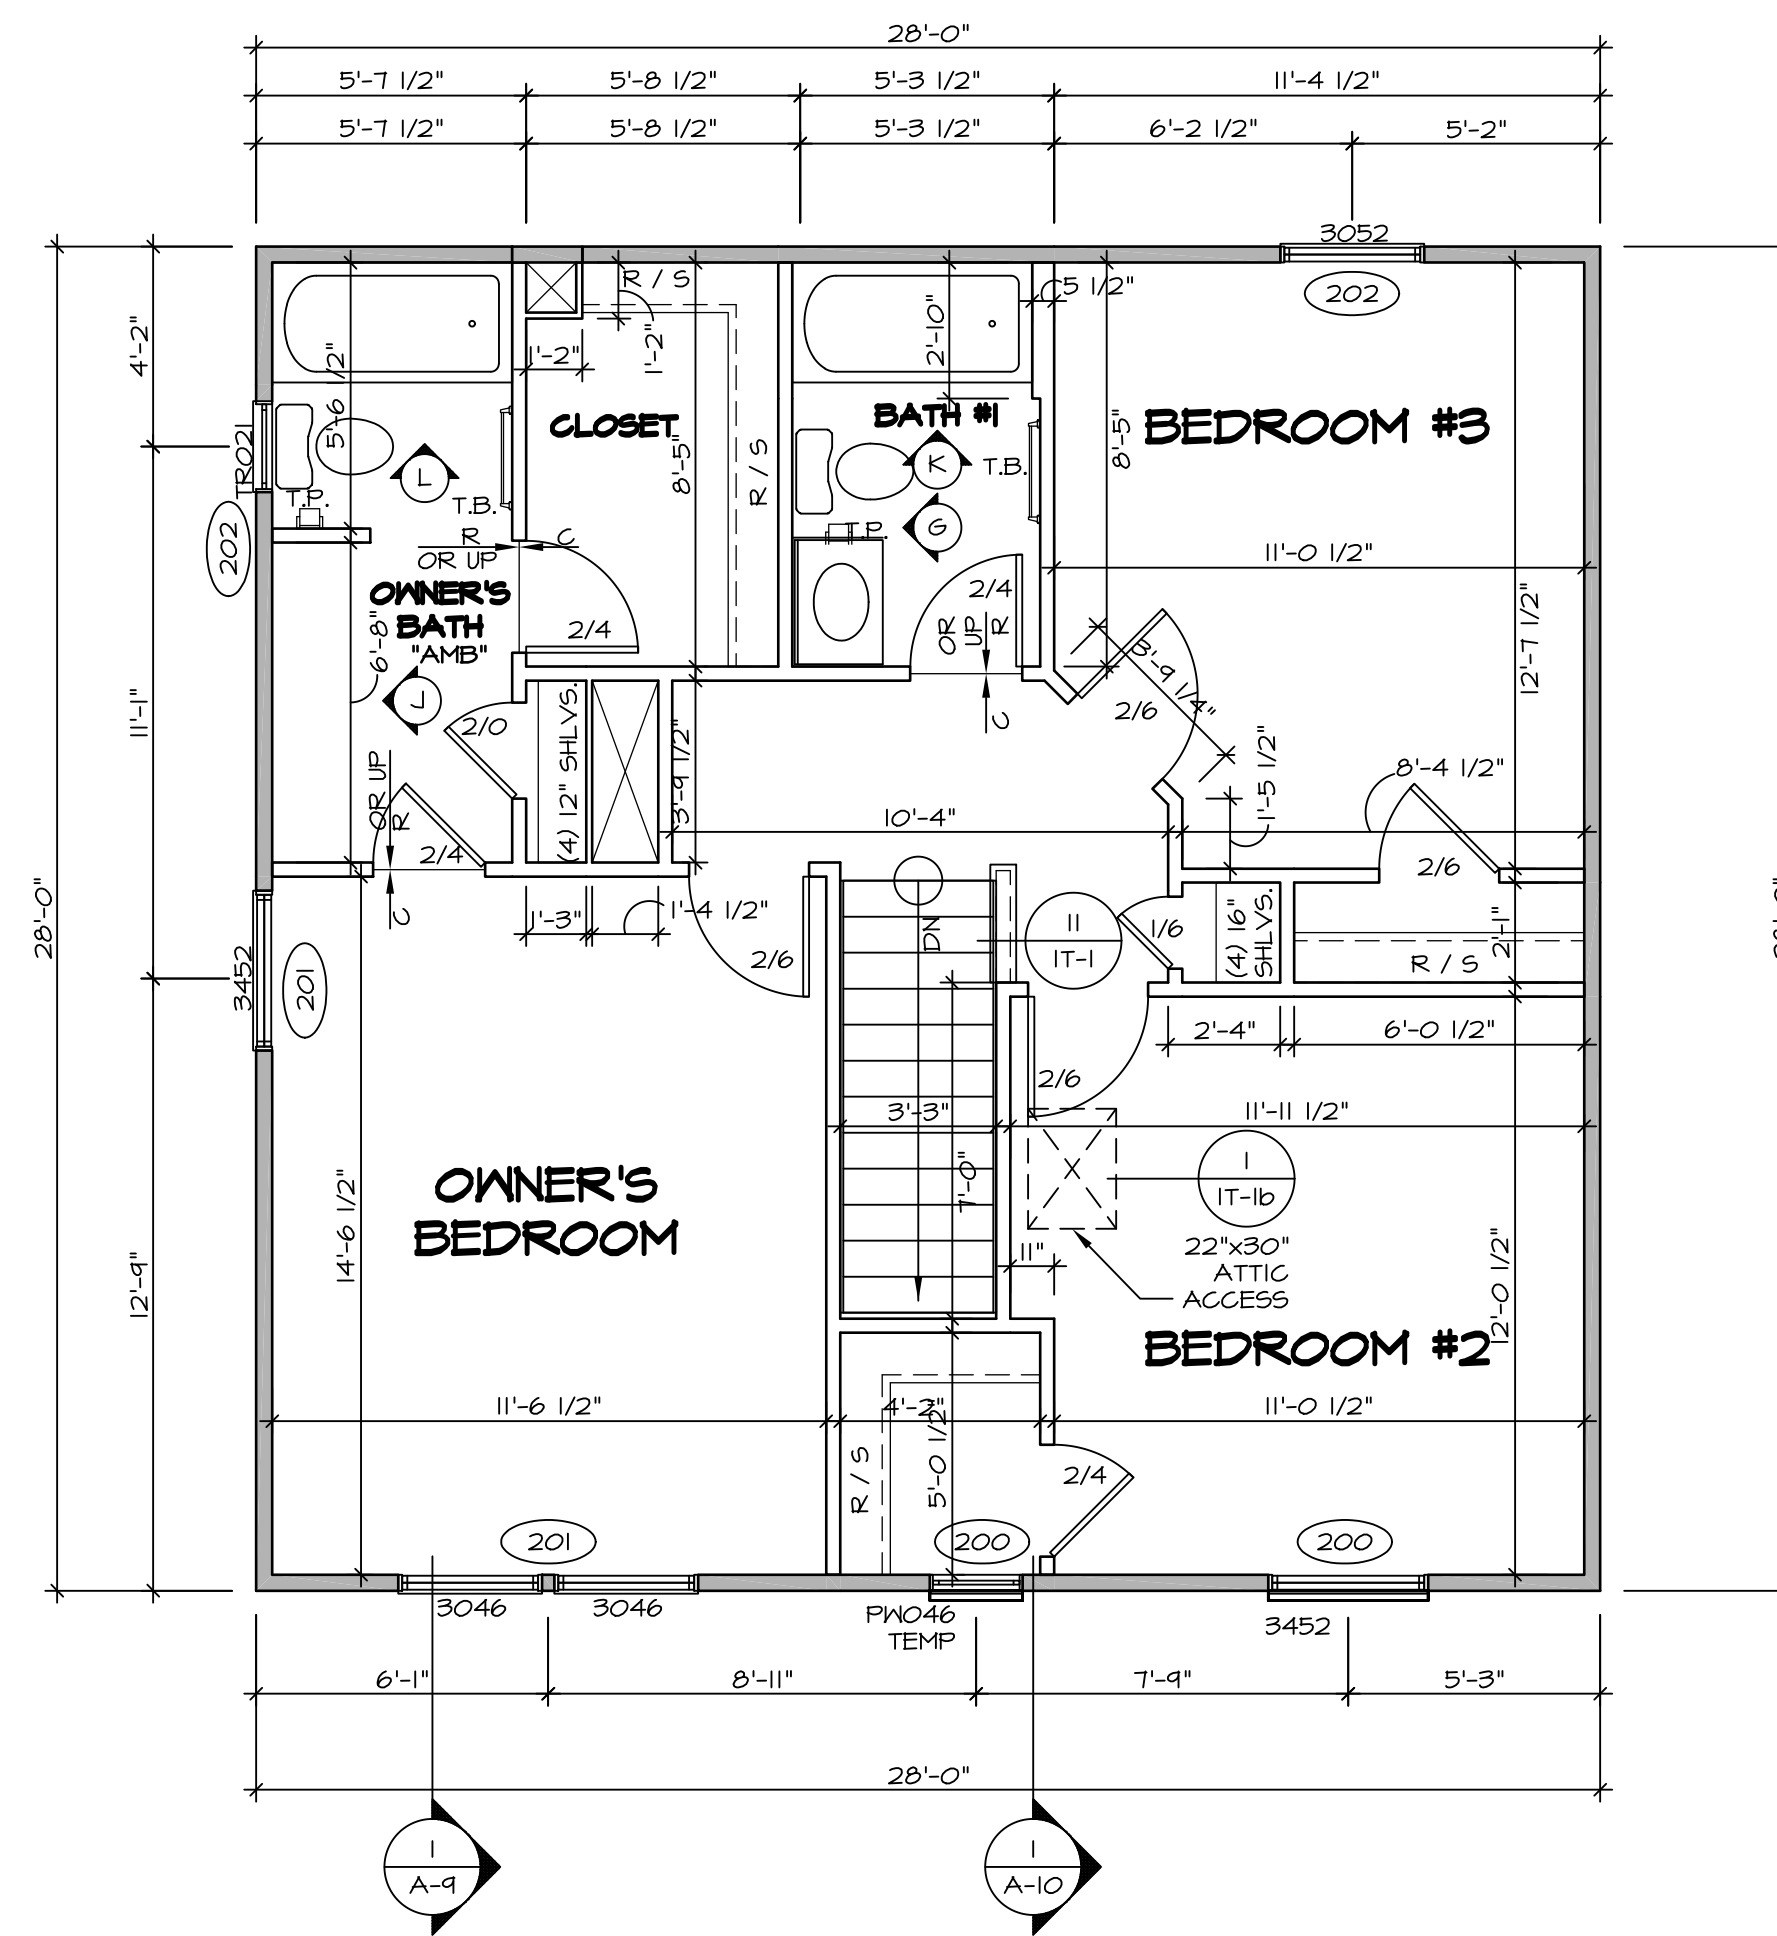 28'-0"
5'-7 1/2" 5'-8 1/2" 5'-3 1/2" 11'-4 1/2"
5'-7 1/2" 5'-8 1/2" 5'-3 1/2" 6'-2 1/2" 5'-2"
3052
202
R / S
5 1/2"
4'-2"
5'-6 1/2"
1'-2"
1'-2"
2'-10"
CLOSET
BATH #1
BEDROOM #3
TR021
8'-5"
R / S
8'-5"
L
K
T.B.
T.P.
T.B.
G
T.P.
202
R
OR UP
C
11'-0 1/2"
OWNER'S
BATH
"AMB"
6'-8"
2/4
2/4
OR
UP
R
C
12'-7 1/2"
3'-9 1/4"
2/6
11'-1"
L
2/0
(4) 12" SHLVS.
3'-9 1/2"
1'-5 1/2"
8'-4 1/2"
OR UP
R
2/4
C
10'-4"
2/6
28'-0"
3452
201
1'-3"
1'-4 1/2"
2/6
DN
11
1T-1
1/6
(4) 16"
SHLVS.
R / S
2'-1"
2'-4"
6'-0 1/2"
2/6
3'-3"
11'-11 1/2"
7'-0"
1
1T-1b
OWNER'S
BEDROOM
14'-6 1/2"
12'-9"
11"
22"x30"
ATTIC
ACCESS
12'-0 1/2"
BEDROOM #2
11'-6 1/2"
4'-2"
11'-0 1/2"
R / S
5'-0 1/2"
2/4
201
200
200
3046
3046
PW046
TEMP
3452
6'-1" 8'-11" 7'-9" 5'-3"
28'-0"
1
A-9
1
A-10